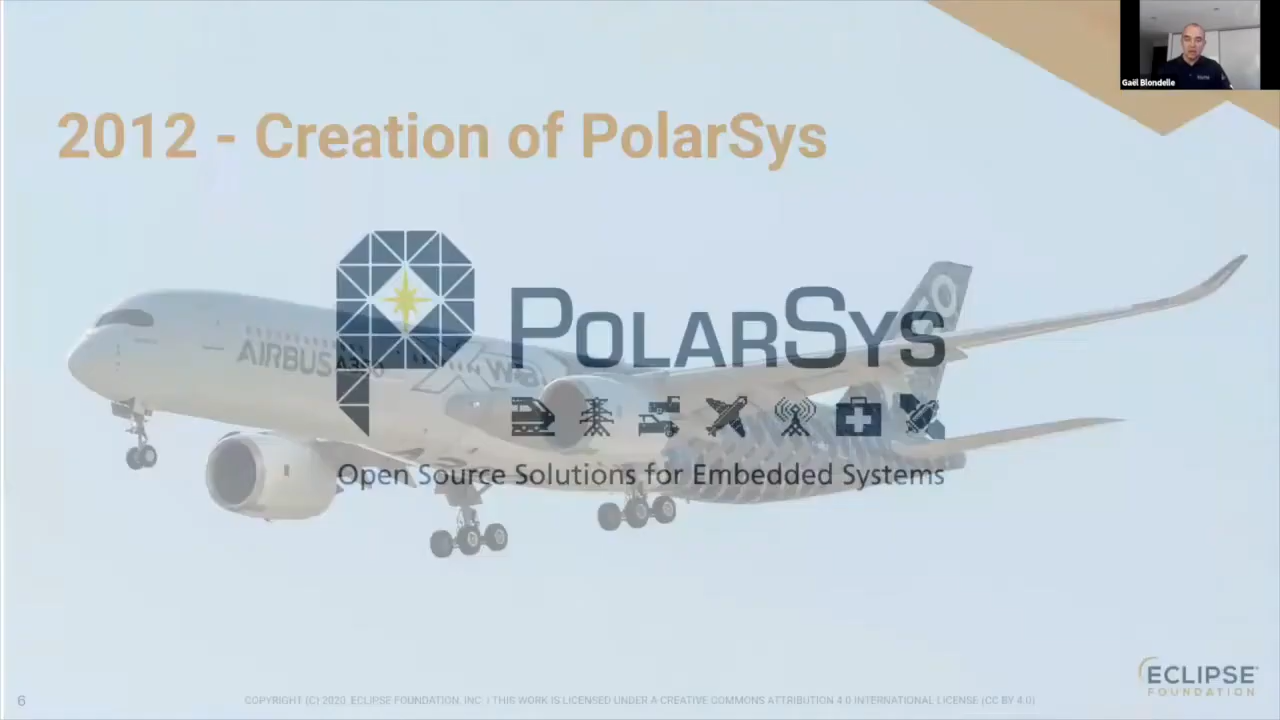 Gaël Blondelle
2012 - Creation of PolarSys
POLARSYS
AIRBUS A350
XWB
Open Source Solutions for Embedded Systems
6
COPYRIGHT (C) 2020, ECLIPSE FOUNDATION, INC. | THIS WORK IS LICENSED UNDER A CREATIVE COMMONS ATTRIBUTION 4.0 INTERNATIONAL LICENSE (CC BY 4.0)
ECLIPSE
FOUNDATION